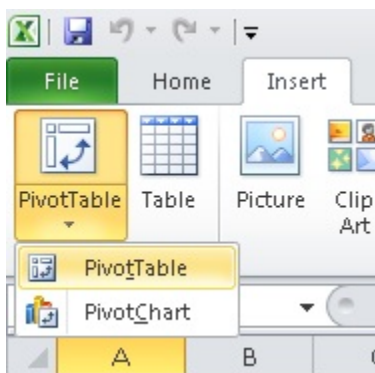 File Home Insert
PivotTable Table Picture Clip
Art
PivotTable
PivotChart
A B